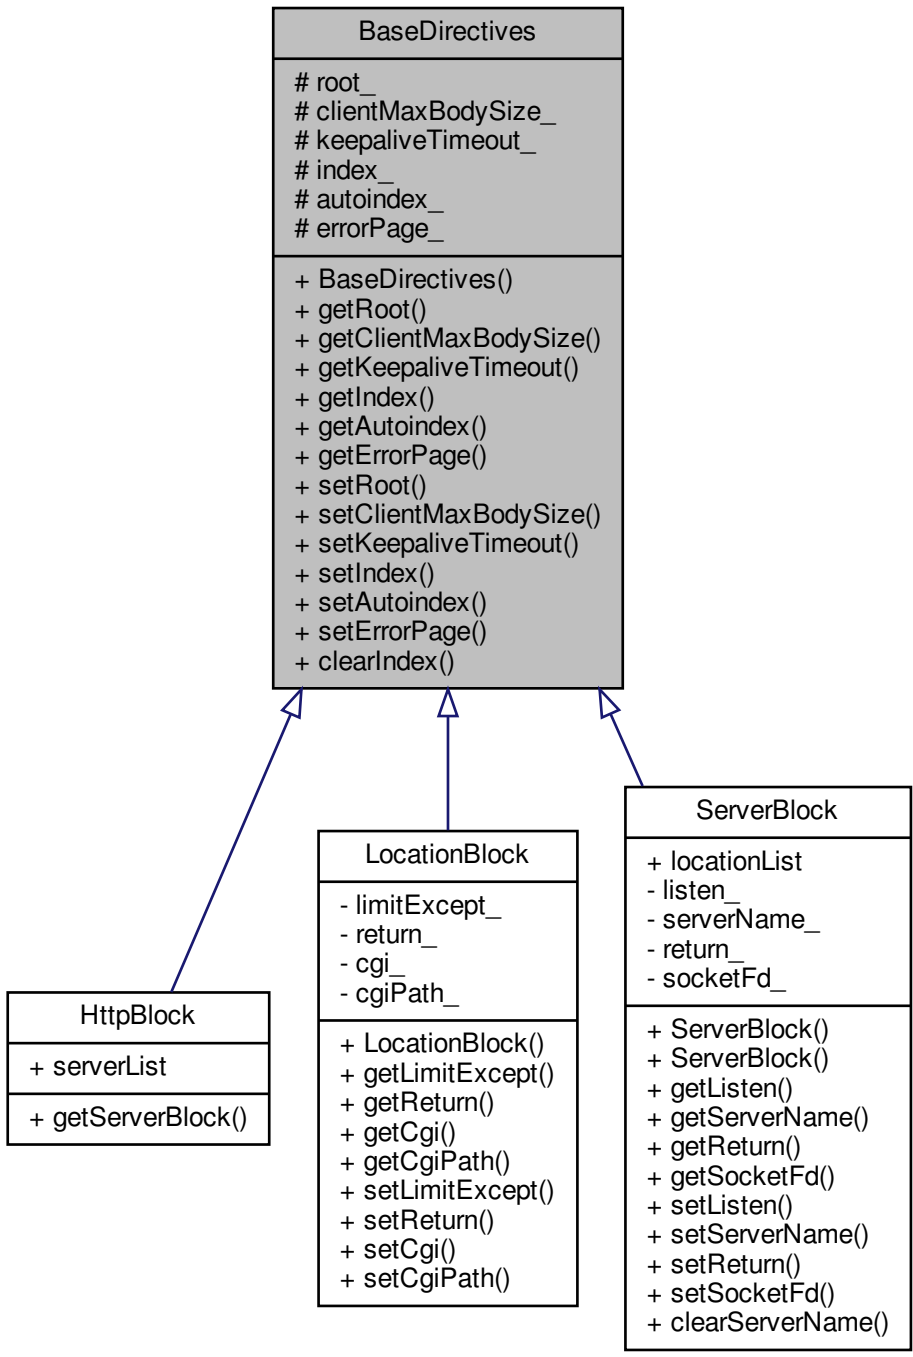 BaseDirectives
# root_
# clientMaxBodySize_
# keepaliveTimeout_
# index_
# autoindex_
# errorPage_
+ BaseDirectives()
+ getRoot()
+ getClientMaxBodySize()
+ getKeepaliveTimeout()
+ getIndex()
+ getAutoindex()
+ getErrorPage()
+ setRoot()
+ setClientMaxBodySize()
+ setKeepaliveTimeout()
+ setIndex()
+ setAutoindex()
+ setErrorPage()
+ clearIndex()
HttpBlock
+ serverList
+ getServerBlock()
LocationBlock
- limitExcept_
- return_
- cgi_
- cgiPath_
+ LocationBlock()
+ getLimitExcept()
+ getReturn()
+ getCgi()
+ getCgiPath()
+ setLimitExcept()
+ setReturn()
+ setCgi()
+ setCgiPath()
ServerBlock
+ locationList
- listen_
- serverName_
- return_
- socketFd_
+ ServerBlock()
+ ServerBlock()
+ getListen()
+ getServerName()
+ getReturn()
+ getSocketFd()
+ setListen()
+ setServerName()
+ setReturn()
+ setSocketFd()
+ clearServerName()